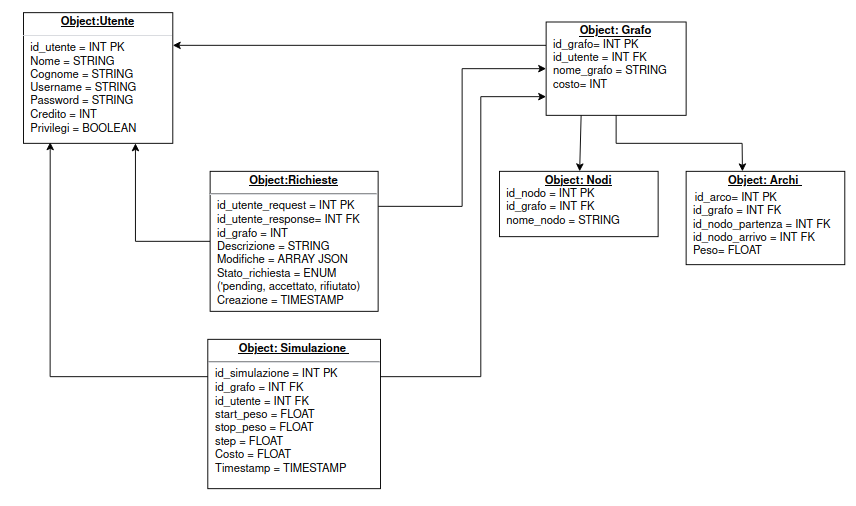 Object:Utente
id_utente = INT PK
Nome = STRING
Cognome = STRING
Username = STRING
Password = STRING
Credito = INT
Privilegi = BOOLEAN
Object: Grafo
id_grafo= INT PK
id_utente = INT FK
nome_grafo = STRING
costo= INT
Object:Richieste
id_utente_request = INT PK
id_utente_response= INT FK
id_grafo = INT
Descrizione = STRING
Modifiche = ARRAY JSON
Stato_richiesta = ENUM
('pending, accettato, rifiutato)
Creazione = TIMESTAMP
Object: Nodi
id_nodo = INT PK
id_grafo = INT FK
nome_nodo = STRING
Object: Archi
id_arco= INT PK
id_grafo = INT FK
id_nodo_partenza = INT FK
id_nodo_arrivo = INT FK
Peso= FLOAT
Object: Simulazione
id_simulazione = INT PK
id_grafo = INT FK
id_utente = INT FK
start_peso = FLOAT
stop_peso = FLOAT
step = FLOAT
Costo = FLOAT
Timestamp = TIMESTAMP